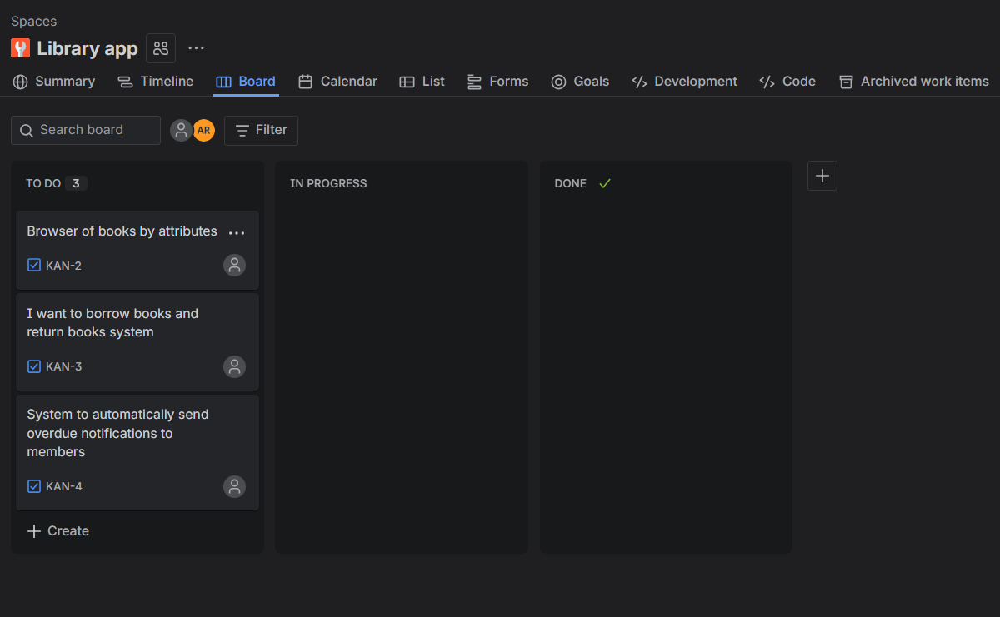 Spaces
Library app
Summary Timeline Board Calendar List Forms Goals Development Code Archived work items
Search board AR Filter
TO DO 3 IN PROGRESS DONE
Browser of books by attributes
KAN-2
I want to borrow books and
return books system
KAN-3
System to automatically send
overdue notifications to
members
KAN-4
Create